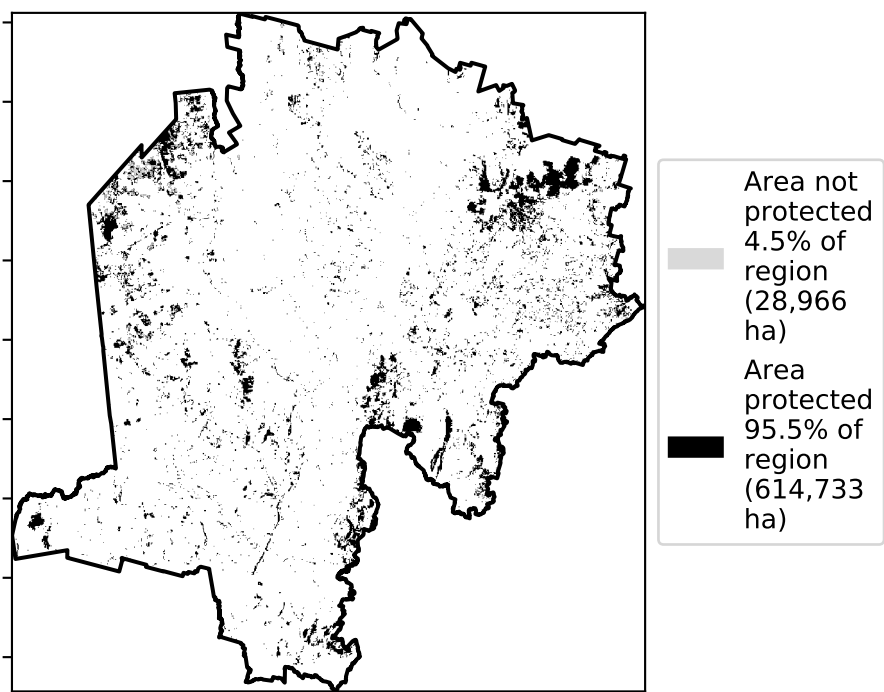 Area not
protected
4.5% of
region
(28,966
ha)
Area
protected
95.5% of
region
(614,733
ha)